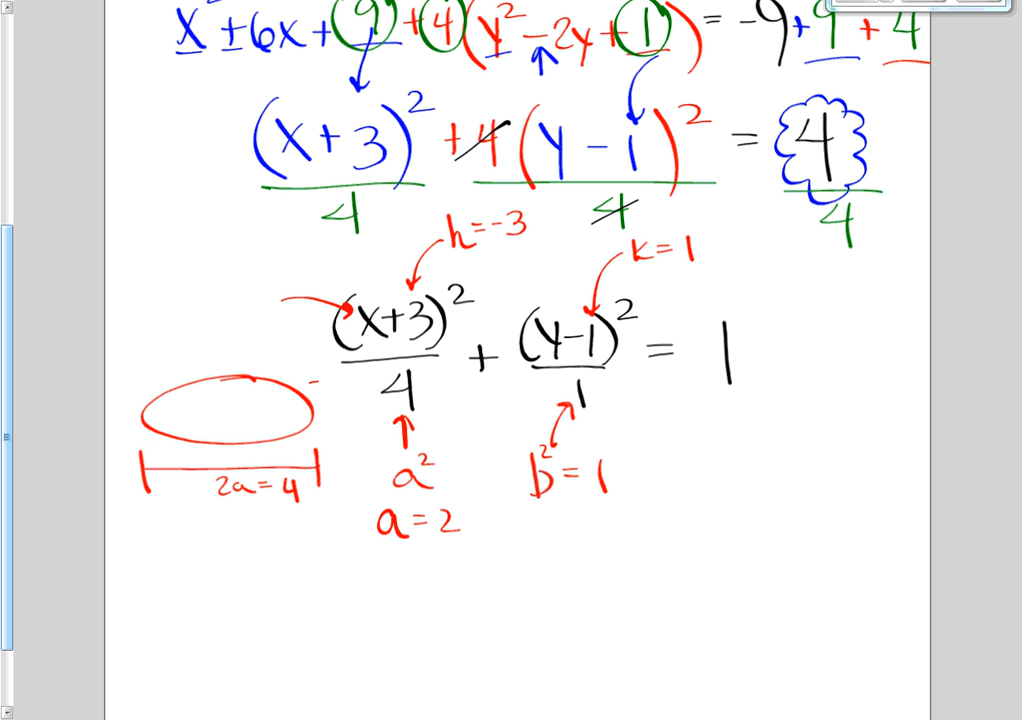 x² + 6x + 9 + 4(y² - 2y + 1) = -9 + 9 + 4
(x + 3)² + 4(y - 1)² = 4
4 4 4
h = -3
k = 1
(x+3)² + (y-1)² = 1
4 1
a² b² = 1
2a = 4
a = 2